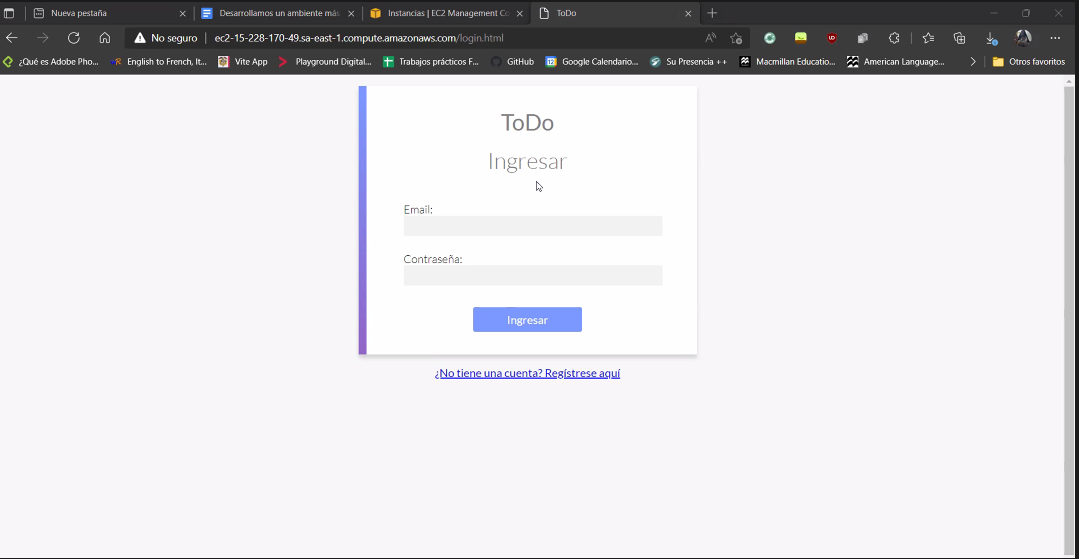 Nueva pestaña
Desarrollamos un ambiente más
Instancias | EC2 Management Co
ToDo
No seguro
ec2-15-228-170-49.sa-east-1.compute.amazonaws.com/login.html
¿Qué es Adobe Pho...
English to French, It...
Vite App
Playground Digital...
Trabajos prácticos F...
GitHub
Google Calendario...
Su Presencia ++
Macmillan Educatio...
American Language...
Otros favoritos
ToDo
Ingresar
Email:
Contraseña:
Ingresar
¿No tiene una cuenta? Regístrese aquí